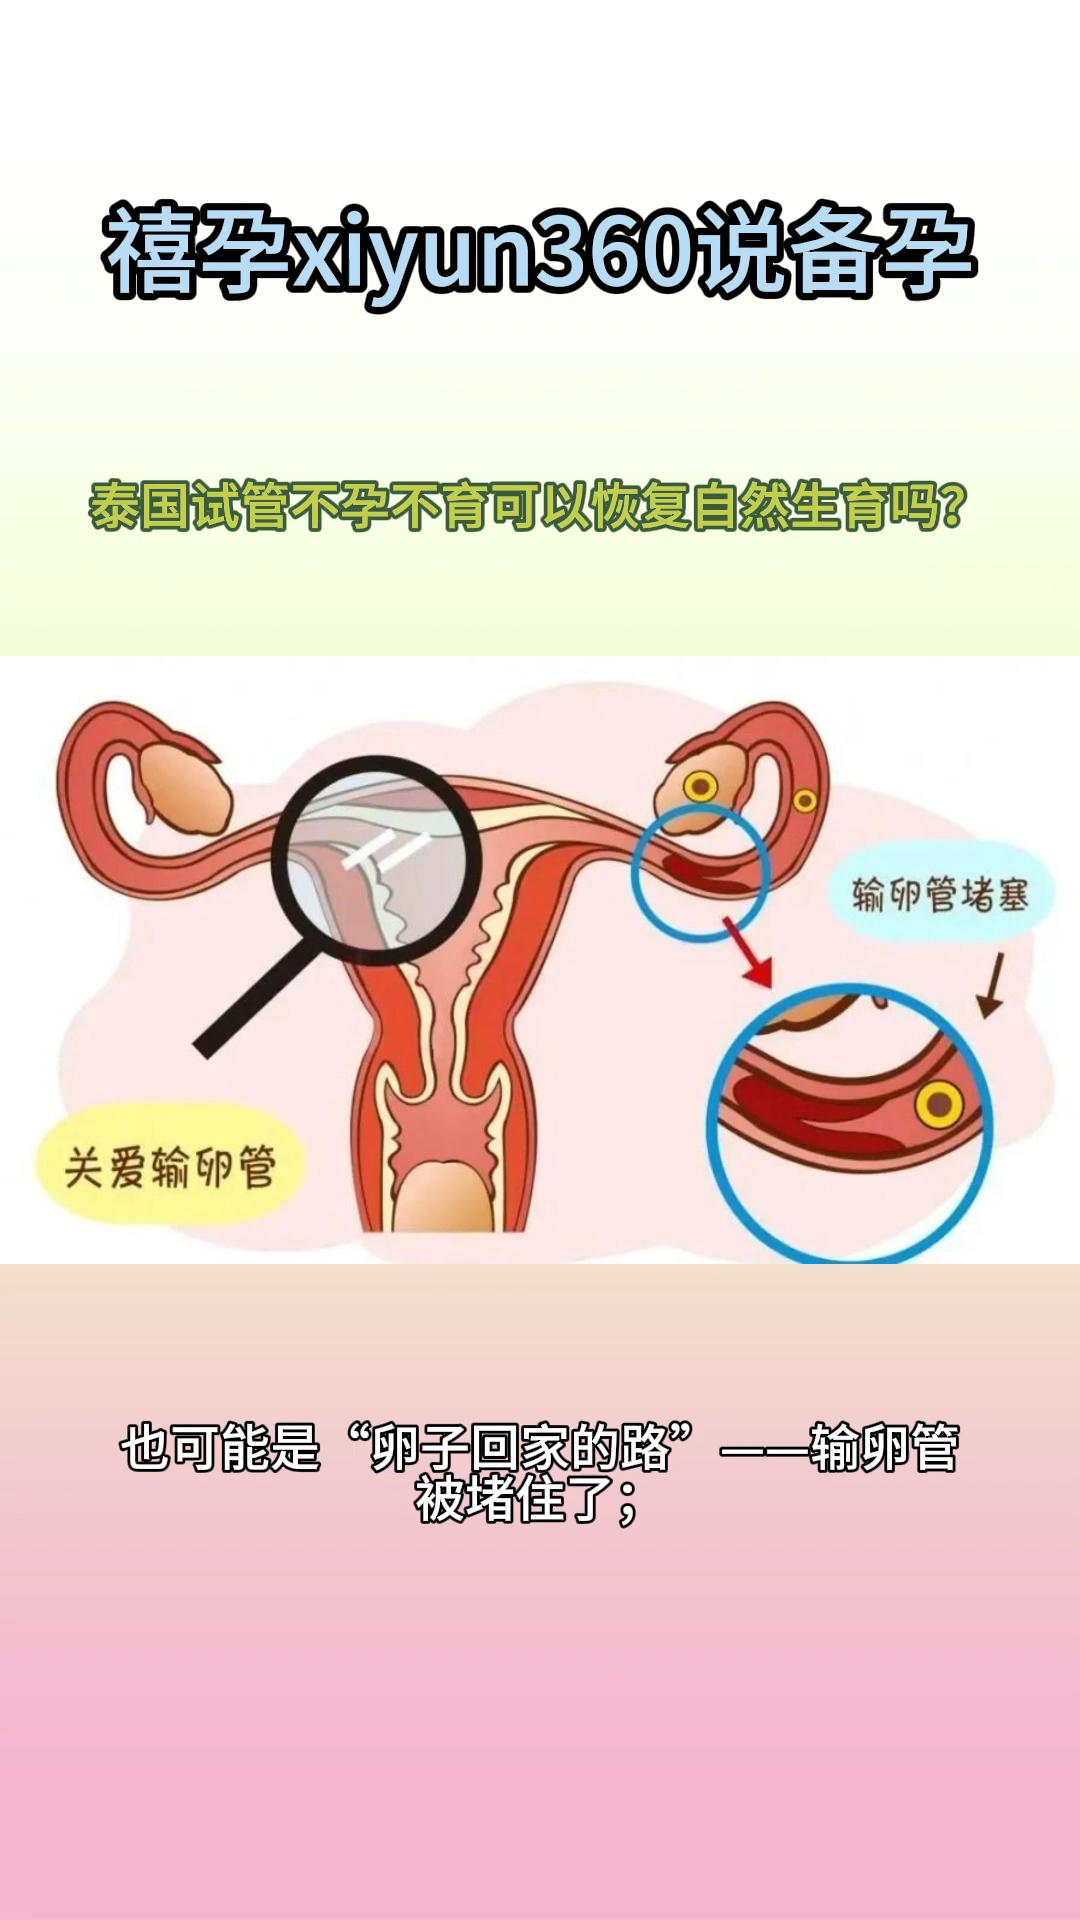 禧孕xiyun360说备孕
泰国试管不孕不育可以恢复自然生育吗？
输卵管堵塞
关爱输卵管
也可能是“卵子回家的路”——输卵管
被堵住了；